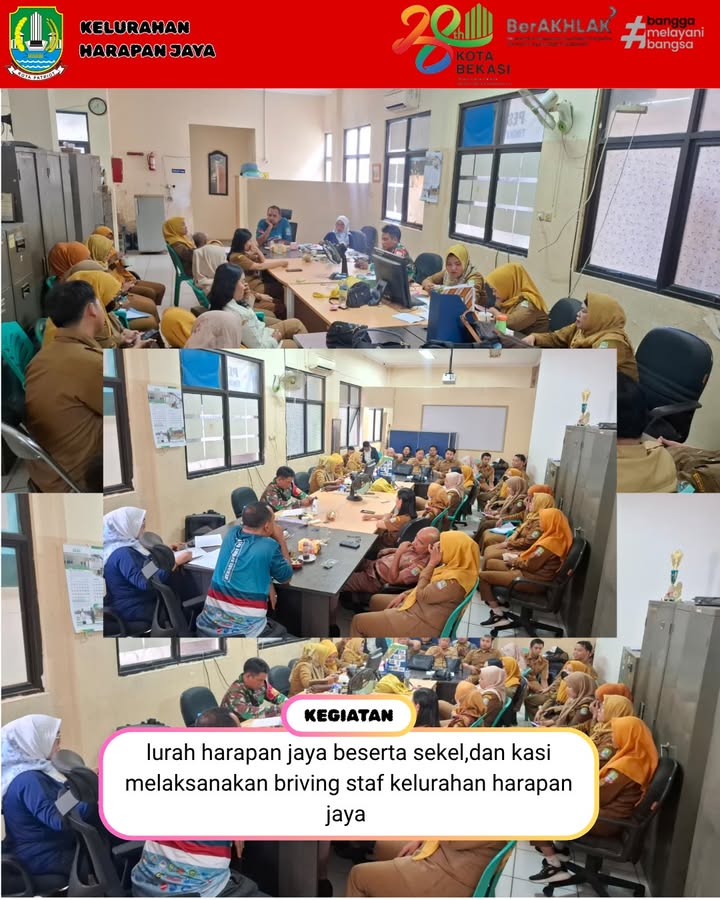 KELURAHAN
HARAPAN JAYA
KOTA PATRIOT
28th
KOTA
BEKASI
BerAKHLAK
#bangga
melayani
bangsa
KEGIATAN
lurah harapan jaya beserta sekel,dan kasi
melaksanakan briving staf kelurahan harapan
jaya